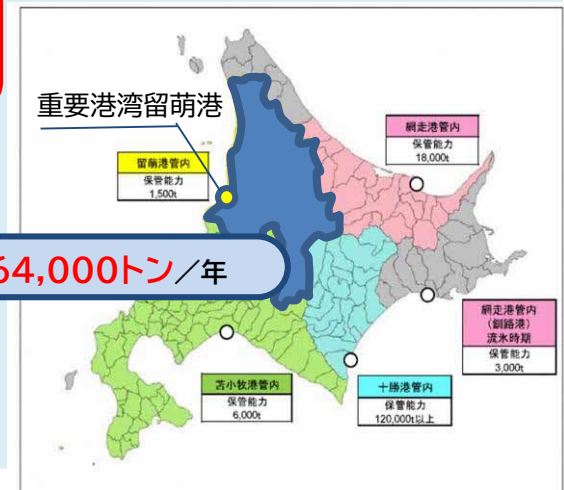 重要港湾留萌港
網走港管内
保管能力
18,000t
留萌港管内
保管能力
1,500t
64,000トン／年
網走港管内
(釧路港)
流氷時期
保管能力
3,000t
苫小牧港管内
保管能力
6,000t
十勝港管内
保管能力
120,000t以上